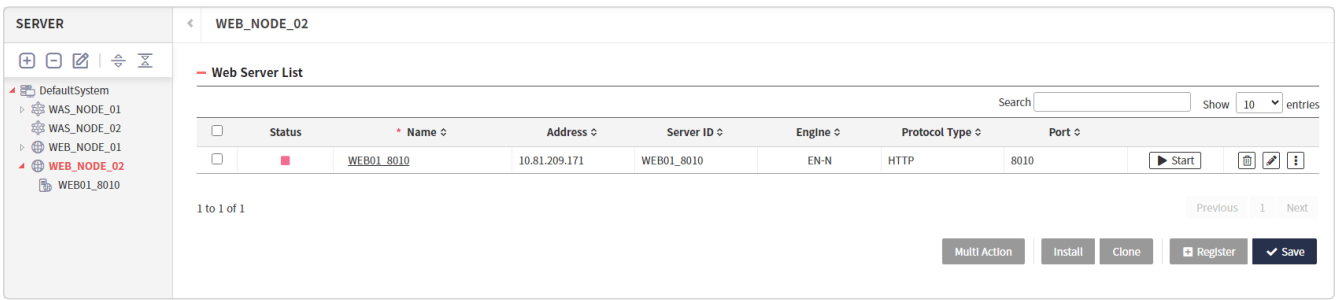 SERVER
WEB_NODE_02
DefaultSystem
WAS_NODE_01
WAS_NODE_02
WEB_NODE_01
WEB_NODE_02
WEB01_8010
Web Server List
Search Show 10 entries
Status * Name Address Server ID Engine Protocol Type Port
WEB01_8010 10.81.209.171 WEB01_8010 EN-N HTTP 8010 Start
1 to 1 of 1 Previous 1 Next
Multi Action Install Clone Register Save